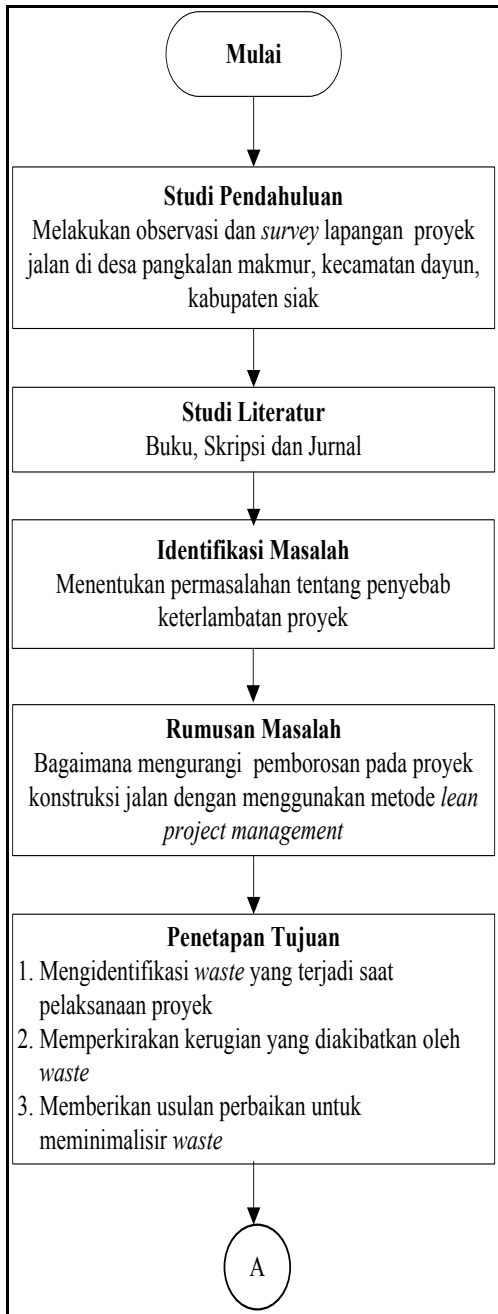 Mulai
Studi Pendahuluan
Melakukan observasi dan survey lapangan proyek
jalan di desa pangkalan makmur, kecamatan dayun,
kabupaten siak
Studi Literatur
Buku, Skripsi dan Jurnal
Identifikasi Masalah
Menentukan permasalahan tentang penyebab
keterlambatan proyek
Rumusan Masalah
Bagaimana mengurangi pemborosan pada proyek
konstruksi jalan dengan menggunakan metode lean
project management
Penetapan Tujuan
1. Mengidentifikasi waste yang terjadi saat
pelaksanaan proyek
2. Memperkirakan kerugian yang diakibatkan oleh
waste
3. Memberikan usulan perbaikan untuk
meminimalisir waste
A